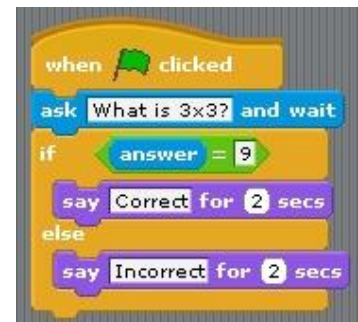 when clicked
ask What is 3x3? and wait
if answer = 9
say Correct for 2 secs
else
say Incorrect for 2 secs